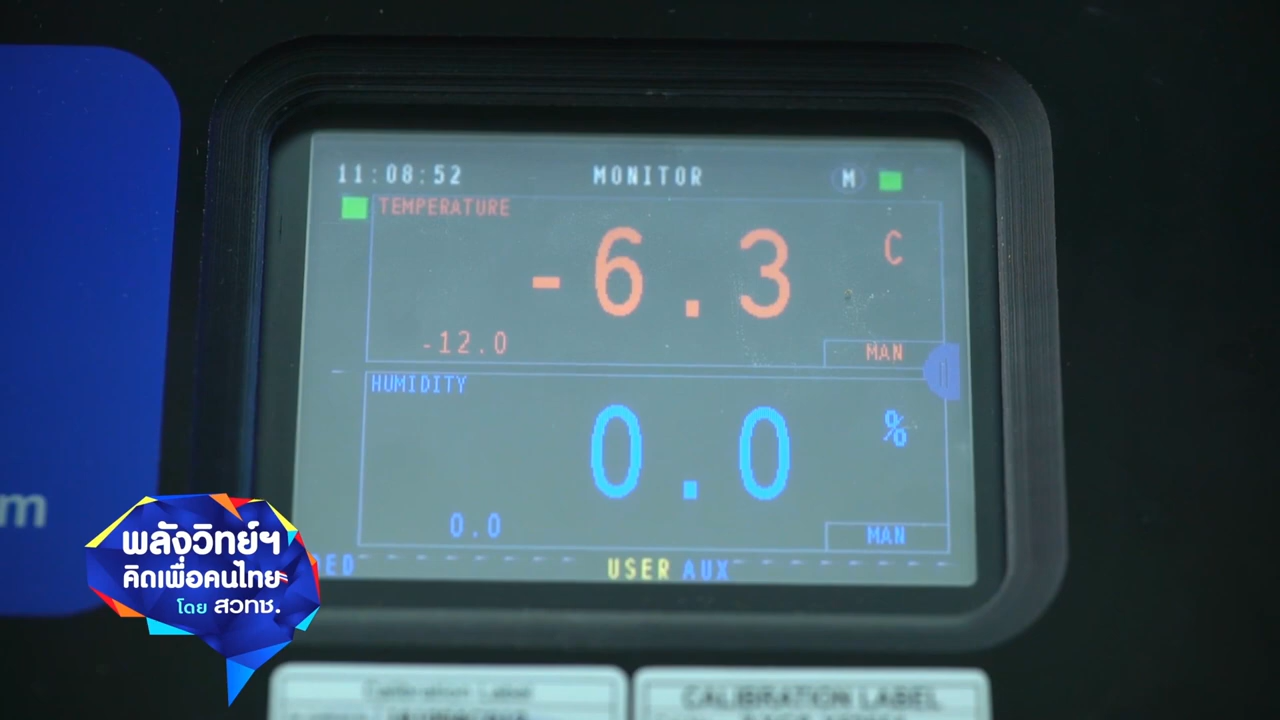 11:08:52 MONITOR M
TEMPERATURE
-6.3 C
-12.0 MAN
HUMIDITY
0.0 %
0.0 MAN
USER AUX
m
พลังวิทย์ฯ
คิดเพื่อคนไทย
โดย สวทช.
Calibration Label
CALIBRATION LABEL